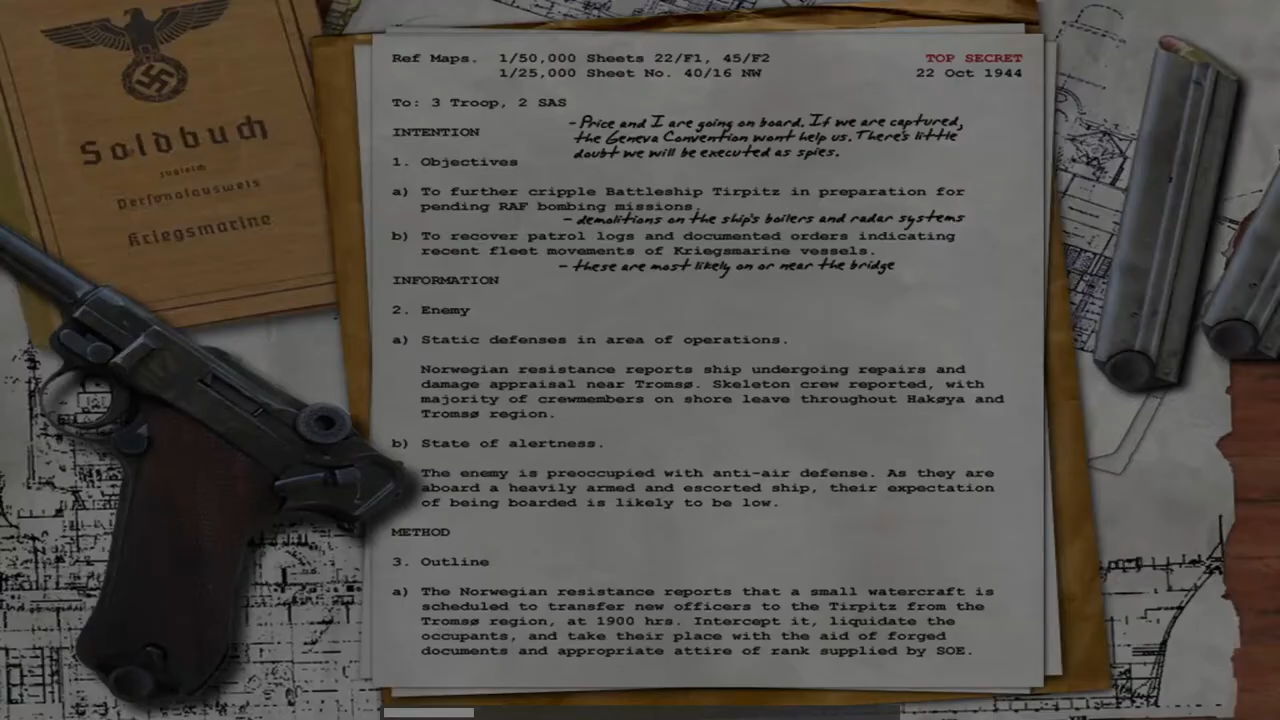 Soldbuch
zugleich
Personalausweis
Kriegsmarine
Ref Maps. 1/50,000 Sheets 22/F1, 45/F2
1/25,000 Sheet No. 40/16 NW
TOP SECRET
22 Oct 1944
To: 3 Troop, 2 SAS
- Price and I are going on board. If we are captured,
the Geneva Convention wont help us. There's little
doubt we will be executed as spies.
INTENTION
1. Objectives
a) To further cripple Battleship Tirpitz in preparation for
pending RAF bombing missions.
- demolitions on the ship's boilers and radar systems
b) To recover patrol logs and documented orders indicating
recent fleet movements of Kriegsmarine vessels.
- these are most likely on or near the bridge
INFORMATION
2. Enemy
a) Static defenses in area of operations.
Norwegian resistance reports ship undergoing repairs and
damage appraisal near Tromsø. Skeleton crew reported, with
majority of crewmembers on shore leave throughout Hakøya and
Tromsø region.
b) State of alertness.
The enemy is preoccupied with anti-air defense. As they are
aboard a heavily armed and escorted ship, their expectation
of being boarded is likely to be low.
METHOD
3. Outline
a) The Norwegian resistance reports that a small watercraft is
scheduled to transfer new officers to the Tirpitz from the
Tromsø region, at 1900 hrs. Intercept it, liquidate the
occupants, and take their place with the aid of forged
documents and appropriate attire of rank supplied by SOE.